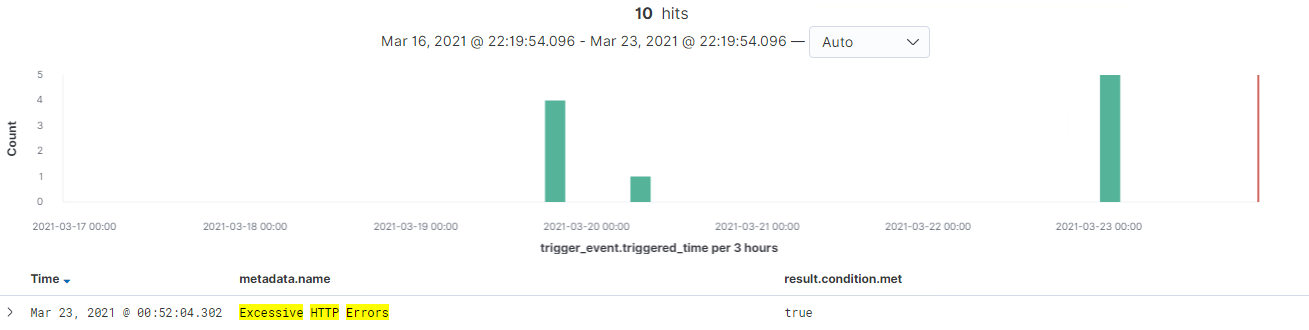 10 hits
Mar 16, 2021 @ 22:19:54.096 - Mar 23, 2021 @ 22:19:54.096 — Auto
Count
5
4
3
2
1
0
2021-03-17 00:00 2021-03-18 00:00 2021-03-19 00:00 2021-03-20 00:00 2021-03-21 00:00 2021-03-22 00:00 2021-03-23 00:00
trigger_event.triggered_time per 3 hours
Time metadata.name result.condition.met
Mar 23, 2021 @ 00:52:04.302 Excessive HTTP Errors true